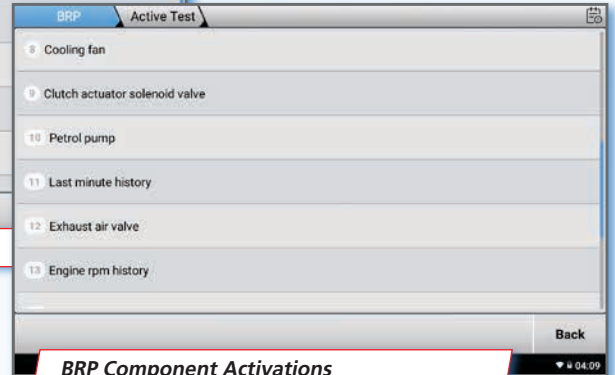 BRP Active Test
8 Cooling fan
9 Clutch actuator solenoid valve
10 Petrol pump
11 Last minute history
12 Exhaust air valve
13 Engine rpm history
Back
04:09
BRP Component Activations